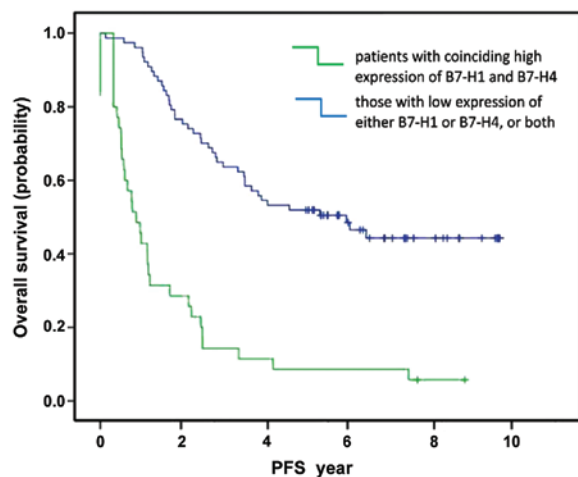 1.0
0.8
0.6
0.4
0.2
0.0
Overall survival (probability)
patients with coinciding high
expression of B7-H1 and B7-H4
those with low expression of
either B7-H1 or B7-H4, or both
0 2 4 6 8 10
PFS year